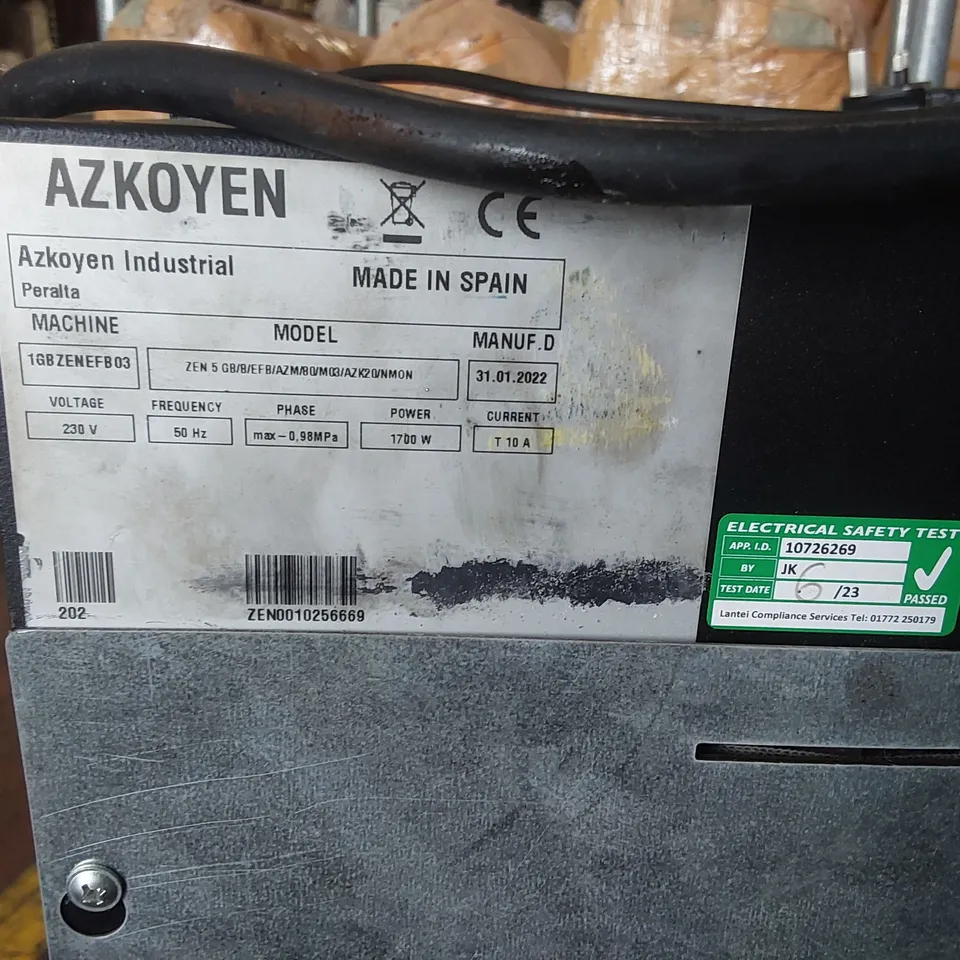 AZKOYEN
CE
Azkoyen Industrial
MADE IN SPAIN
Peralta
MACHINE MODEL MANUF.D
1GBZENEFB03 ZEN 5 GB/B/EFB/AZM/80/M03/AZK20/NMON 31.01.2022
VOLTAGE FREQUENCY PHASE POWER CURRENT
230 V 50 Hz max-0,98MPa 1700 W T 10 A
202 ZEN0010256669
ELECTRICAL SAFETY TEST
APP. I.D. 10726269
BY JK
TEST DATE 6 /23
PASSED
Lantei Compliance Services Tel: 01772 250179